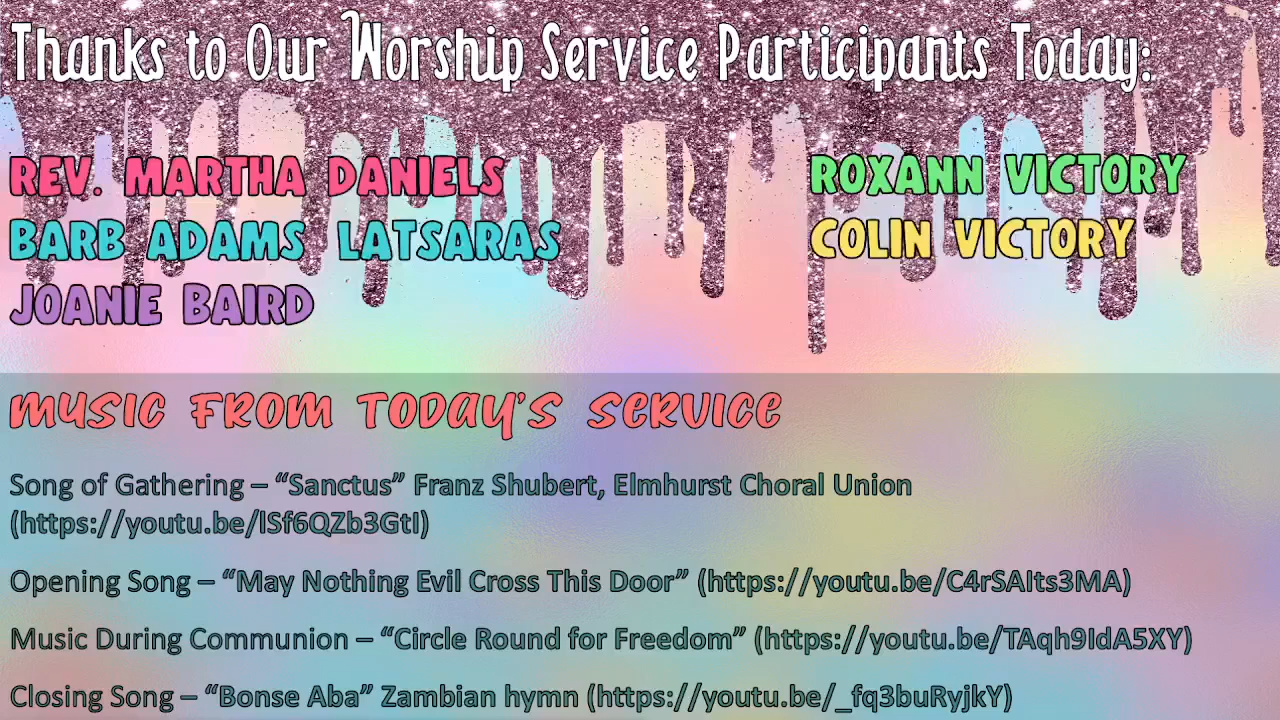 Thanks to Our Worship Service Participants Today:
REV. MARTHA DANIELS
BARB ADAMS LATSARAS
JOANIE BAIRD
ROXANN VICTORY
COLIN VICTORY
MUSIC FROM TODAY'S SERVICE
Song of Gathering – “Sanctus” Franz Shubert, Elmhurst Choral Union
(https://youtu.be/lSf6QZb3GtI)
Opening Song – “May Nothing Evil Cross This Door” (https://youtu.be/C4rSAIts3MA)
Music During Communion – “Circle Round for Freedom” (https://youtu.be/TAqh9IdA5XY)
Closing Song – “Bonse Aba” Zambian hymn (https://youtu.be/_fq3buRyjkY)